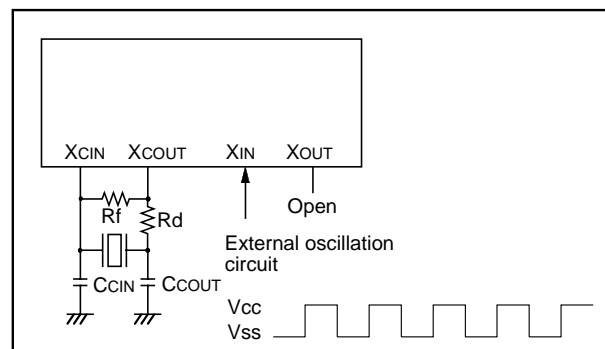 XCIN XCOUT XIN XOUT
Rf Rd Open
External oscillation
circuit
CCIN CCOUT
Vcc
Vss